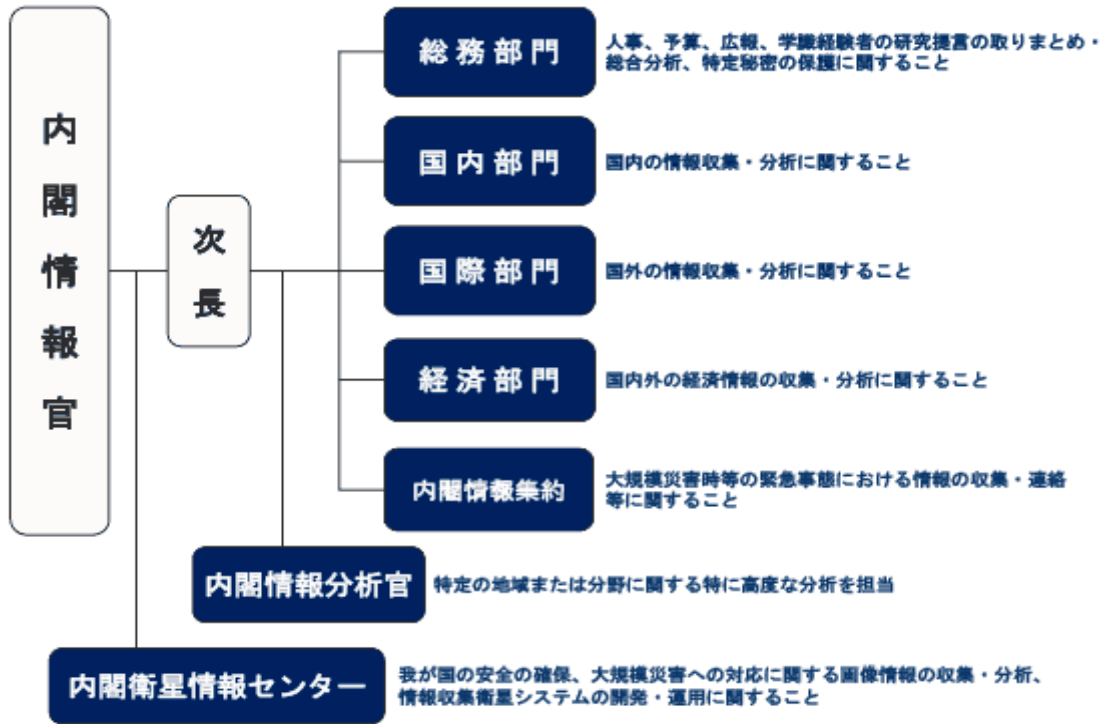 内閣情報官
次長
総務部門
人事、予算、広報、学識経験者の研究提言の取りまとめ・
総合分析、特定秘密の保護に関すること
国内部門
国内の情報収集・分析に関すること
国際部門
国外の情報収集・分析に関すること
経済部門
国内外の経済情報の収集・分析に関すること
内閣情報集約
大規模災害時等の緊急事態における情報の収集・連絡
等に関すること
内閣情報分析官
特定の地域または分野に関する特に高度な分析を担当
内閣衛星情報センター
我が国の安全の確保、大規模災害への対応に関する画像情報の収集・分析、
情報収集衛星システムの開発・運用に関すること